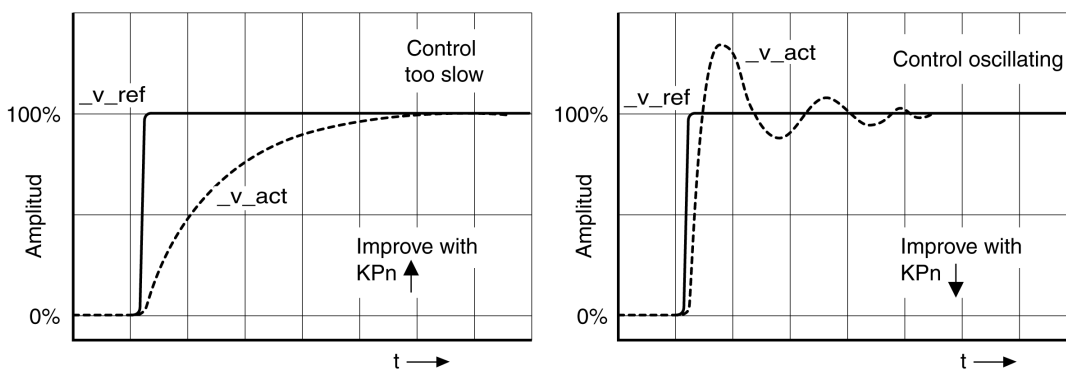 Control
too slow
_v_ref
100%
_v_act
Amplitud
Improve with
KPn
0%
t
Control oscillating
_v_act
_v_ref
100%
Amplitud
Improve with
KPn
0%
t